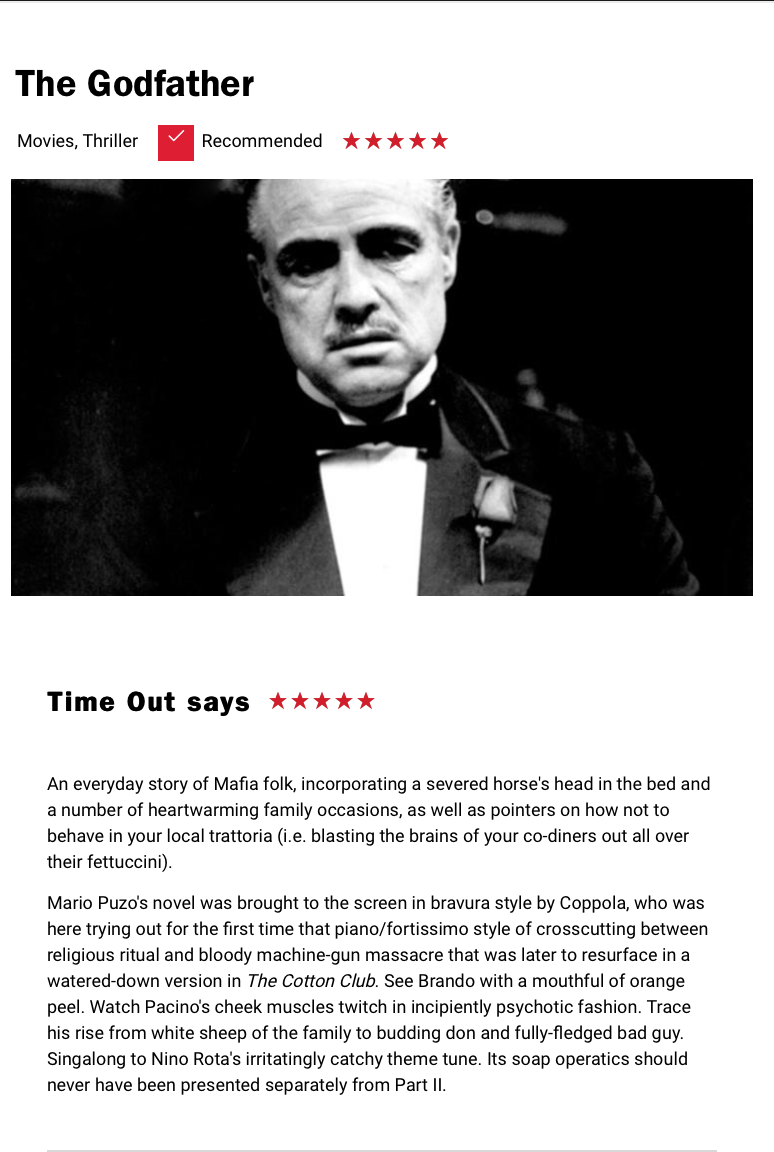 The Godfather
Movies, Thriller Recommended
Time Out says
An everyday story of Mafia folk, incorporating a severed horse's head in the bed and
a number of heartwarming family occasions, as well as pointers on how not to
behave in your local trattoria (i.e. blasting the brains of your co-diners out all over
their fettuccini).
Mario Puzo's novel was brought to the screen in bravura style by Coppola, who was
here trying out for the first time that piano/fortissimo style of crosscutting between
religious ritual and bloody machine-gun massacre that was later to resurface in a
watered-down version in The Cotton Club. See Brando with a mouthful of orange
peel. Watch Pacino's cheek muscles twitch in incipiently psychotic fashion. Trace
his rise from white sheep of the family to budding don and fully-fledged bad guy.
Singalong to Nino Rota's irritatingly catchy theme tune. Its soap operatics should
never have been presented separately from Part II.